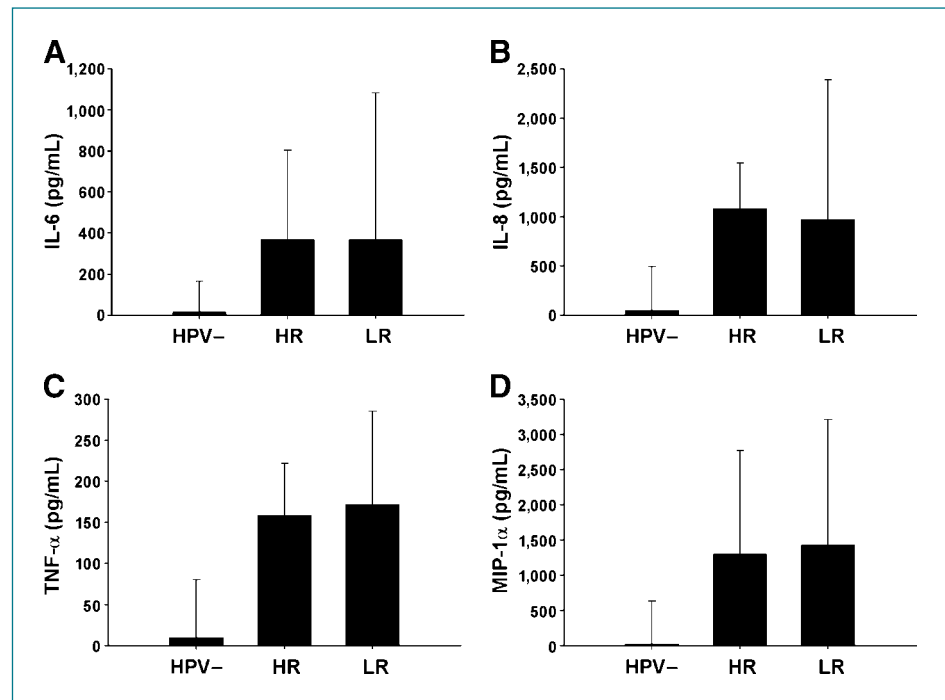 A
IL-6 (pg/mL)
1,200
1,000
800
600
400
200
0
HPV–
HR
LR
B
IL-8 (pg/mL)
2,500
2,000
1,500
1,000
500
0
HPV–
HR
LR
C
TNF-α (pg/mL)
300
250
200
150
100
50
0
HPV–
HR
LR
D
MIP-1α (pg/mL)
3,500
3,000
2,500
2,000
1,500
1,000
500
0
HPV–
HR
LR